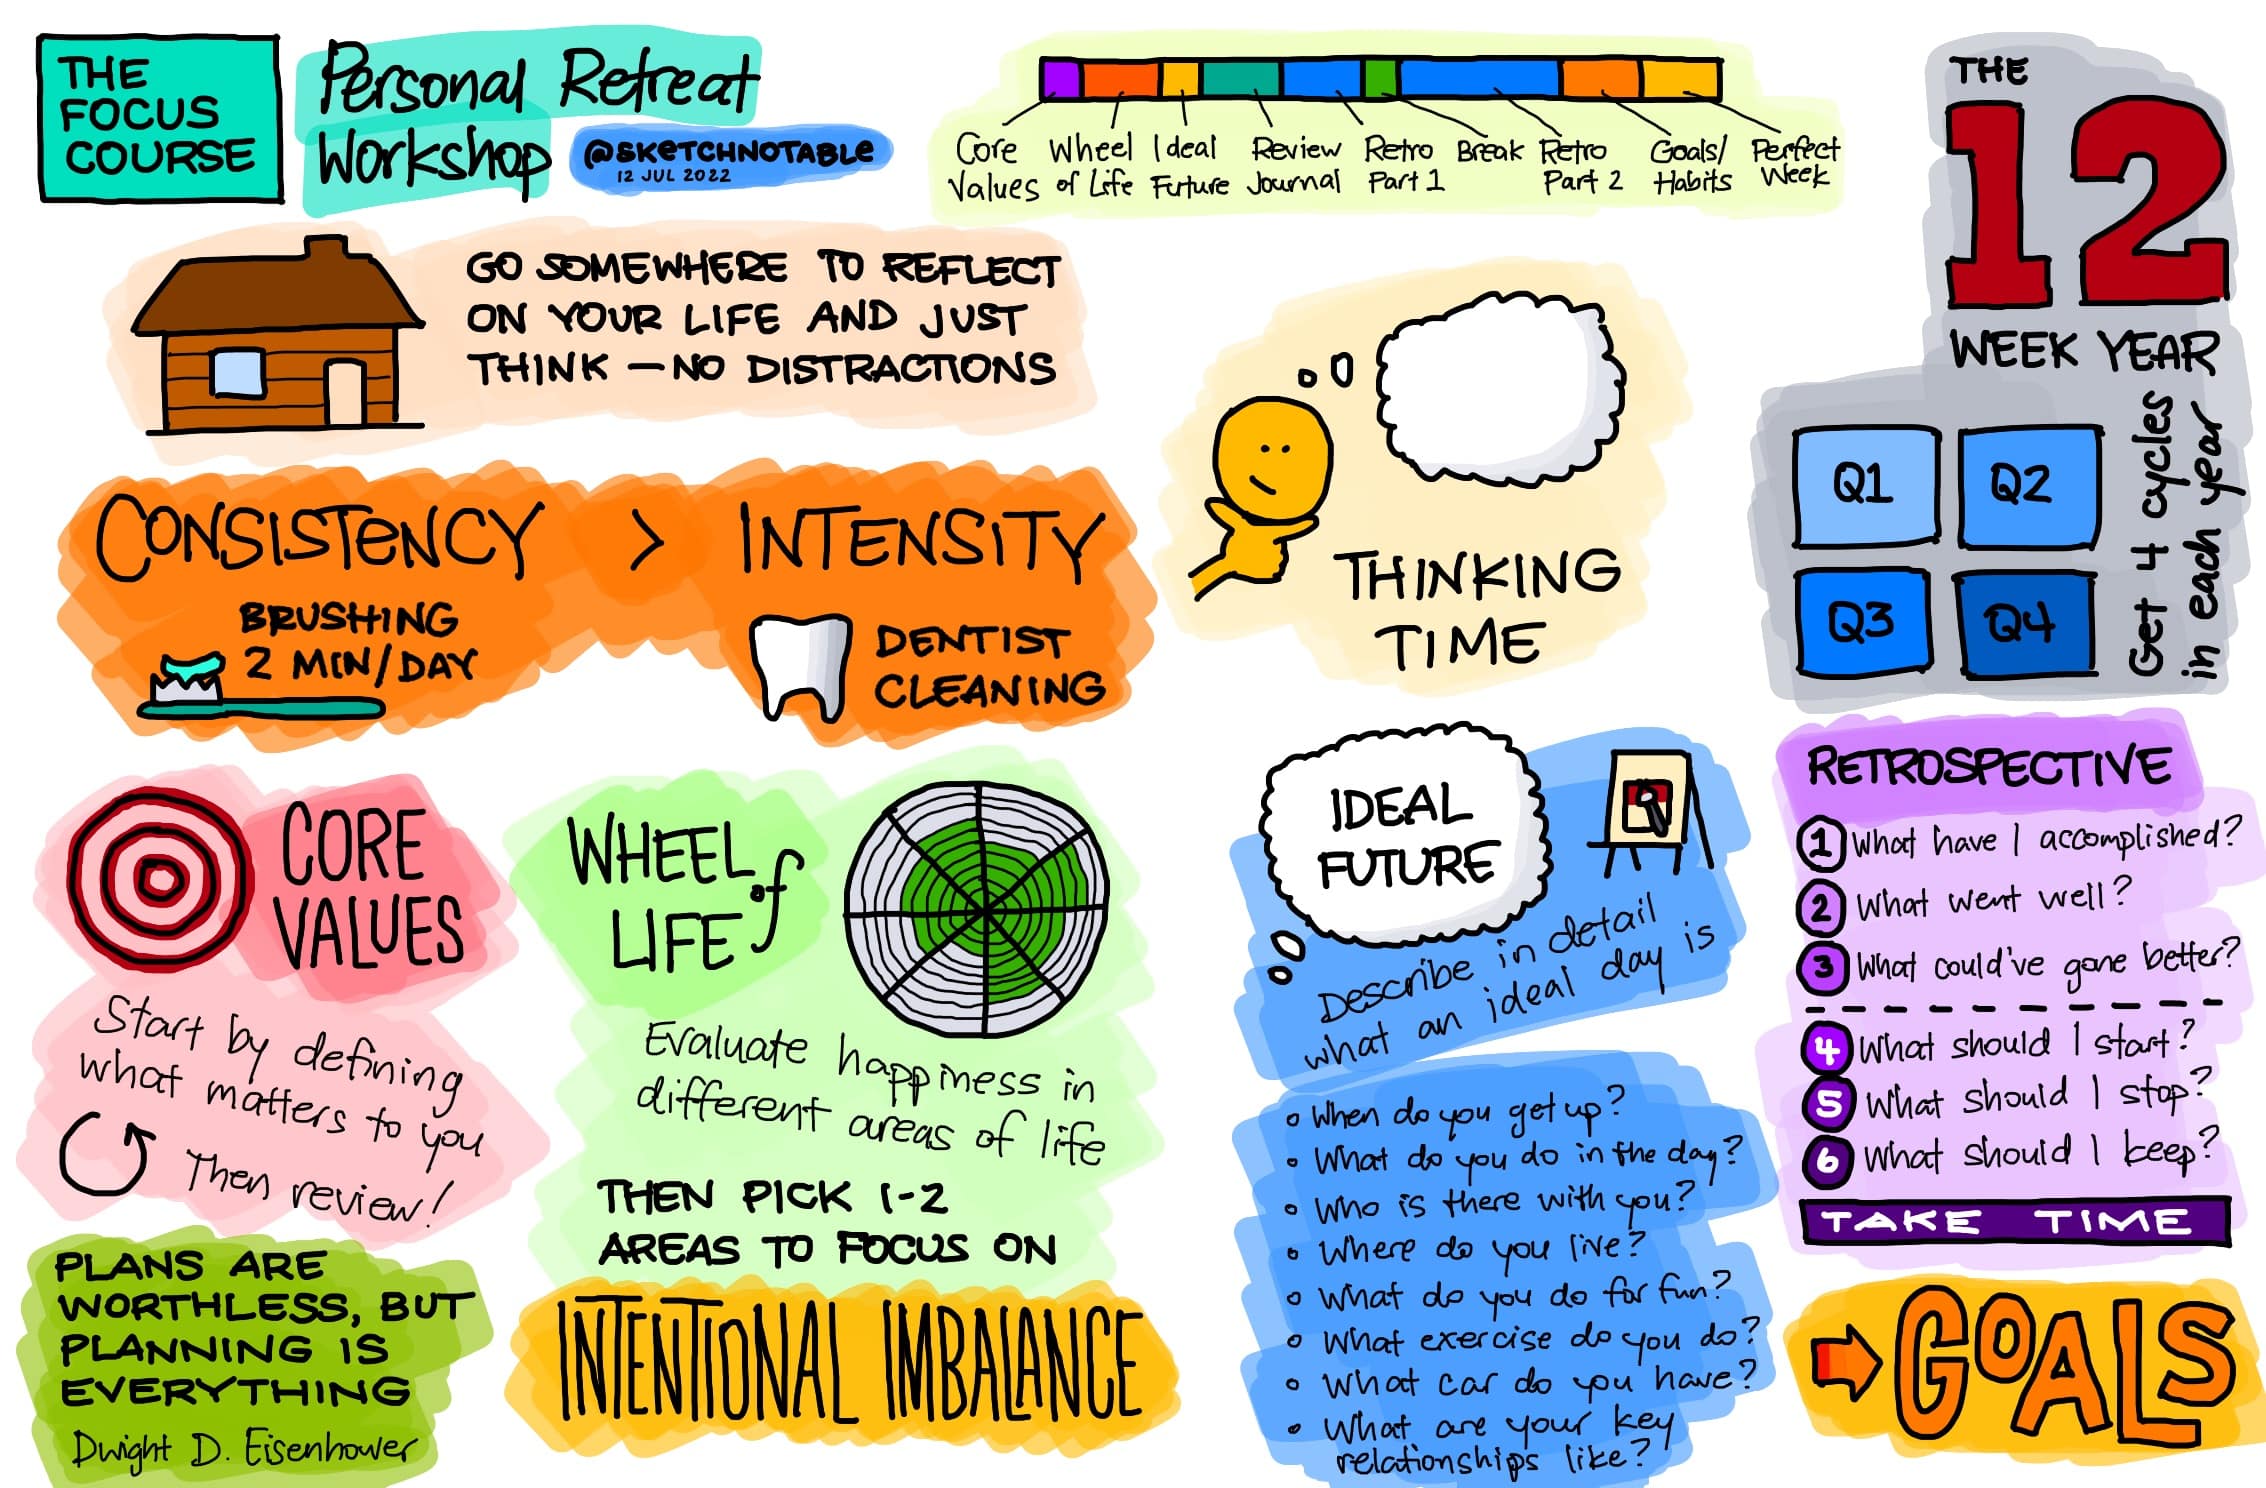 THE
FOCUS
COURSE
Personal Retreat
Workshop
@SKETCHNOTABLE
12 JUL 2022
Core
Values
Wheel
of Life
Ideal
Future
Review
Journal
Retro
Part 1
Break
Retro
Part 2
Goals/
Habits
Perfect
Week
THE
12
WEEK YEAR
Q1
Q2
Q3
Q4
Get 4 cycles
in each year
GO SOMEWHERE TO REFLECT
ON YOUR LIFE AND JUST
THINK – NO DISTRACTIONS
CONSISTENCY > INTENSITY
BRUSHING
2 MIN/DAY
DENTIST
CLEANING
THINKING
TIME
CORE
VALUES
Start by defining
what matters to you
Then review!
PLANS ARE
WORTHLESS, BUT
PLANNING IS
EVERYTHING
Dwight D. Eisenhower
WHEEL of
LIFE
Evaluate happiness in
different areas of life
THEN PICK 1-2
AREAS TO FOCUS ON
INTENTIONAL IMBALANCE
IDEAL
FUTURE
Describe in detail
what an ideal day is
• When do you get up?
• What do you do in the day?
• Who is there with you?
• Where do you live?
• What do you do for fun?
• What exercise do you do?
• What car do you have?
• What are your key
relationships like?
RETROSPECTIVE
1 What have I accomplished?
2 What went well?
3 What could've gone better?
4 What should I start?
5 What should I stop?
6 What should I keep?
TAKE TIME
GOALS